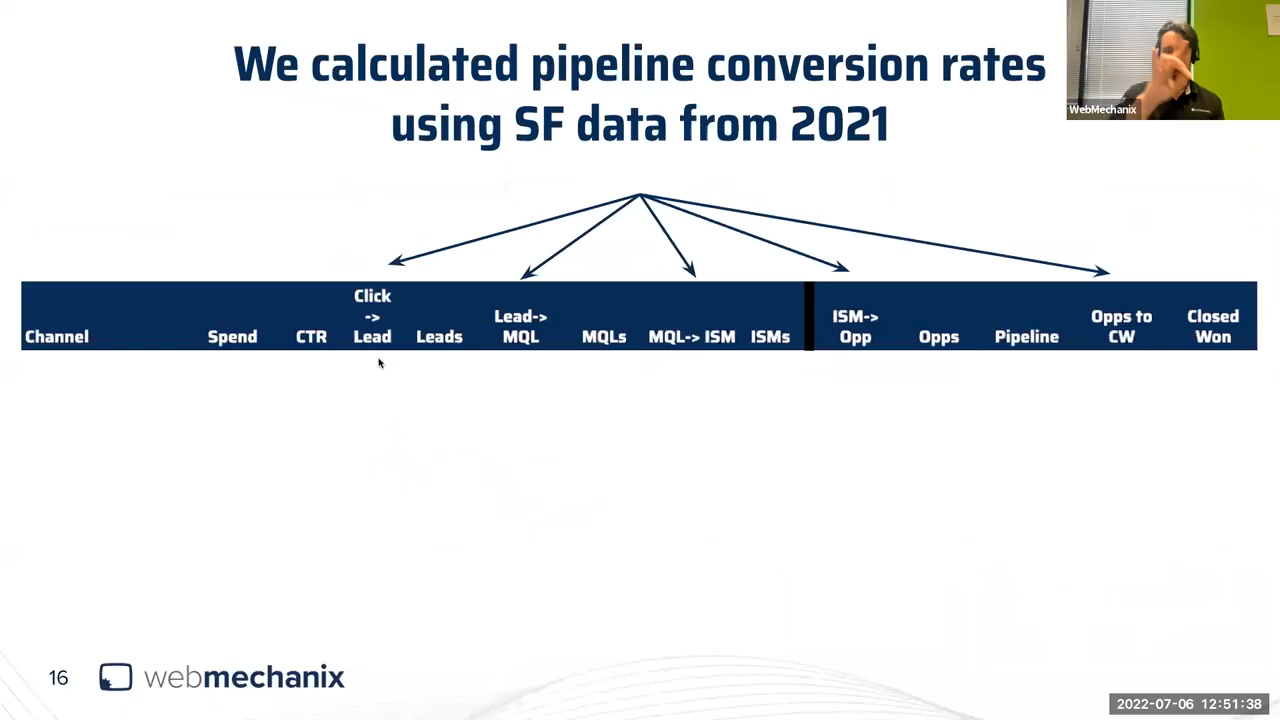 We calculated pipeline conversion rates
using SF data from 2021
WebMechanix
Channel
Spend
CTR
Click
->
Lead
Leads
Lead->
MQL
MQLs
MQL-> ISM
ISMs
ISM->
Opp
Opps
Pipeline
Opps to
CW
Closed
Won
16
webmechanix
2022-07-06 12:51:38